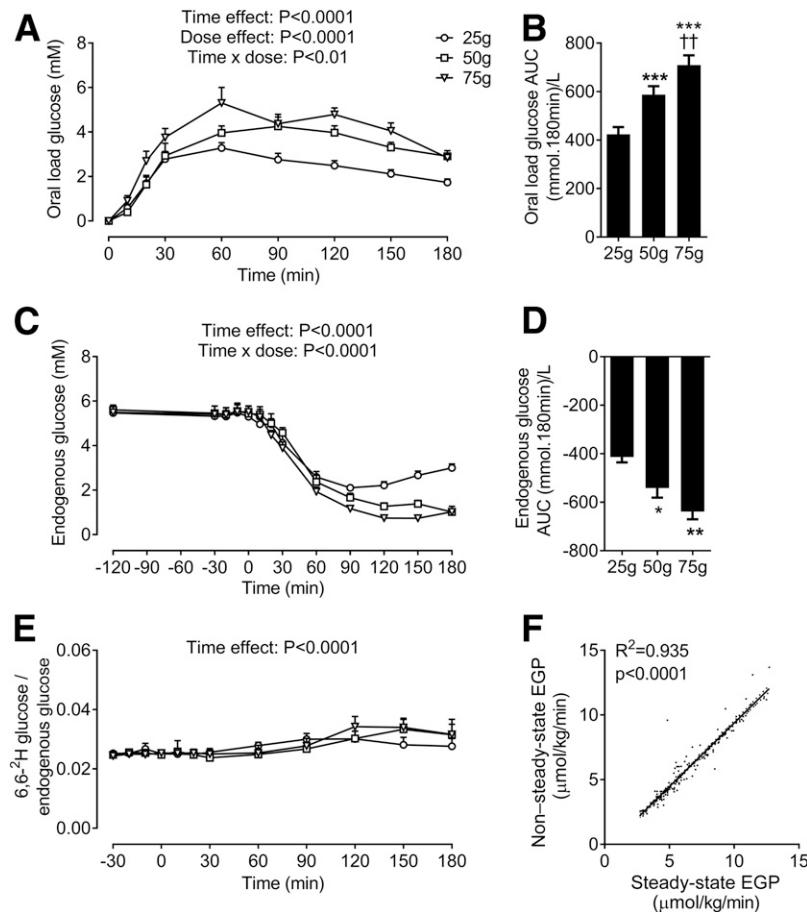 A
Time effect: P<0.0001
Dose effect: P<0.0001
Time x dose: P<0.01
25g
50g
75g
Oral load glucose (mM)
8
6
4
2
0
0 30 60 90 120 150 180
Time (min)
B
Oral load glucose AUC
(mmol.180min)/L
800
600
400
200
0
***
***
††
25g 50g 75g
C
Time effect: P<0.0001
Time x dose: P<0.0001
Endogenous glucose (mM)
8
6
4
2
0
-120 -90 -60 -30 0 30 60 90 120 150 180
Time (min)
D
Endogenous glucose
AUC (mmol.180min)/L
0
-200
-400
-600
-800
*
**
25g 50g 75g
E
Time effect: P<0.0001
6,6-²H glucose /
endogenous glucose
0.06
0.04
0.02
0.00
-30 0 30 60 90 120 150 180
Time (min)
F
R²=0.935
p<0.0001
Non–steady-state EGP
(μmol/kg/min)
15
10
5
0
0 5 10 15
Steady-state EGP
(μmol/kg/min)